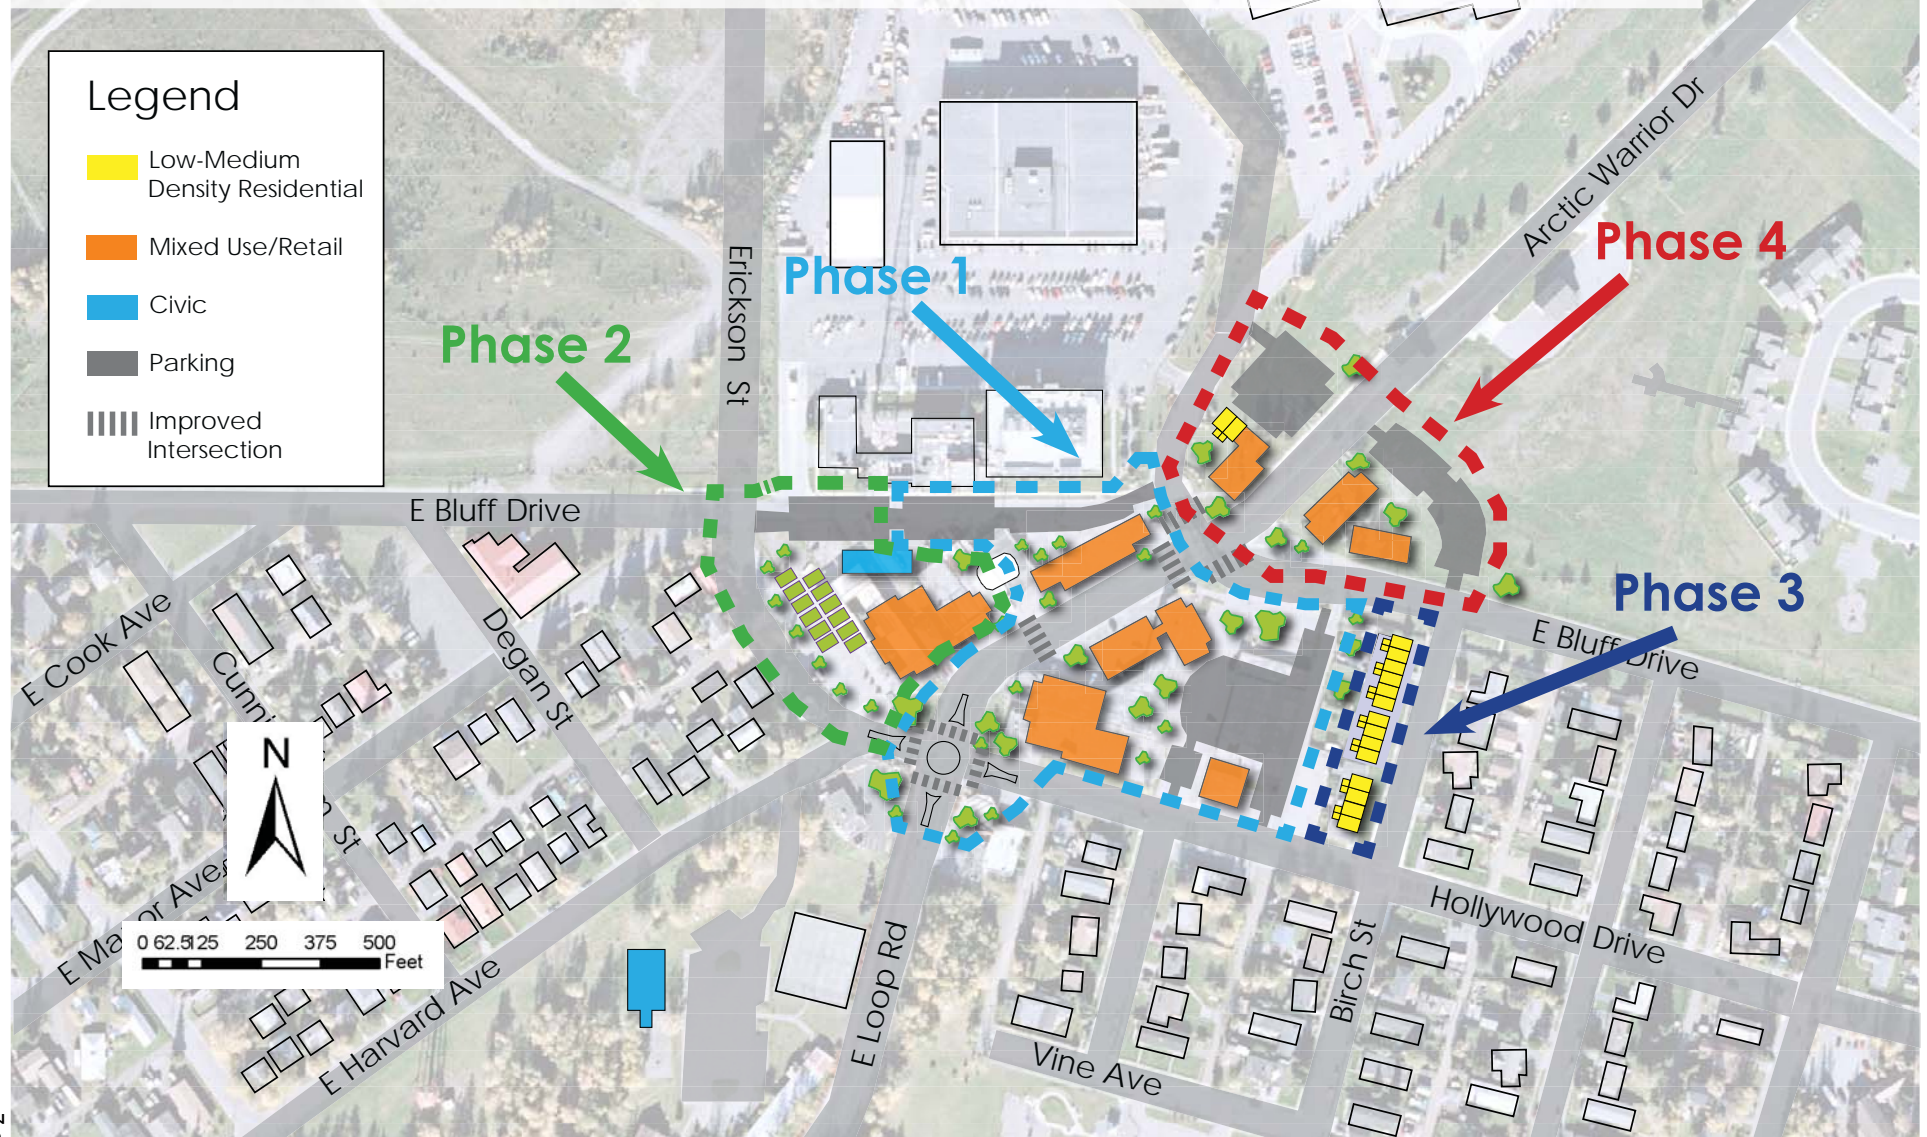 Legend
Low-Medium
Density Residential
Mixed Use/Retail
Civic
Parking
Improved
Intersection
Phase 1
Phase 2
Phase 3
Phase 4
Arctic Warrior Dr
Erickson St
E Bluff Drive
E Bluff Drive
E Cook Ave
Degan St
St
E Harvard Ave
E Loop Rd
Birch St
Hollywood Drive
Vine Ave
N
0 62.5 125 250 375 500
Feet